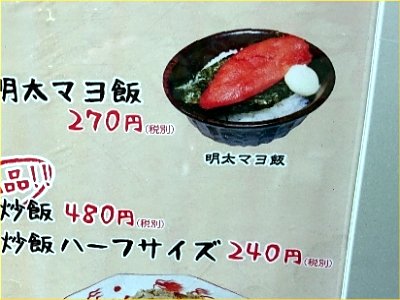 明太マヨ飯
270円(税別)
明太マヨ飯
品!!!
炒飯 480円(税別)
炒飯ハーフサイズ 240円(税別)